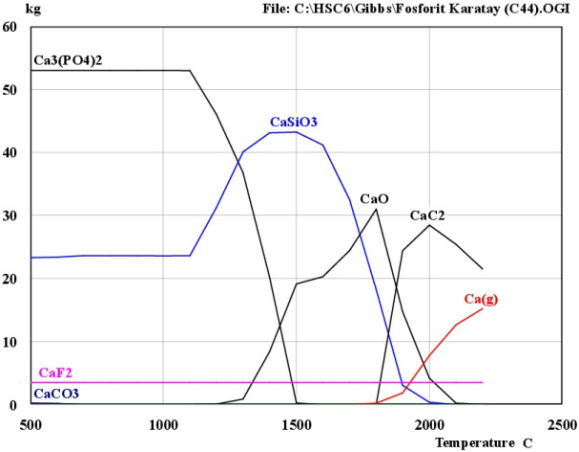 kg
File: C:\HSC6\Gibbs\Fosforit Karatay (C44).OGI
60
Ca3(PO4)2
50
CaSiO3
40
CaO
30
CaC2
20
Ca(g)
10
CaF2
CaCO3
0
500
1000
1500
2000
2500
Temperature C